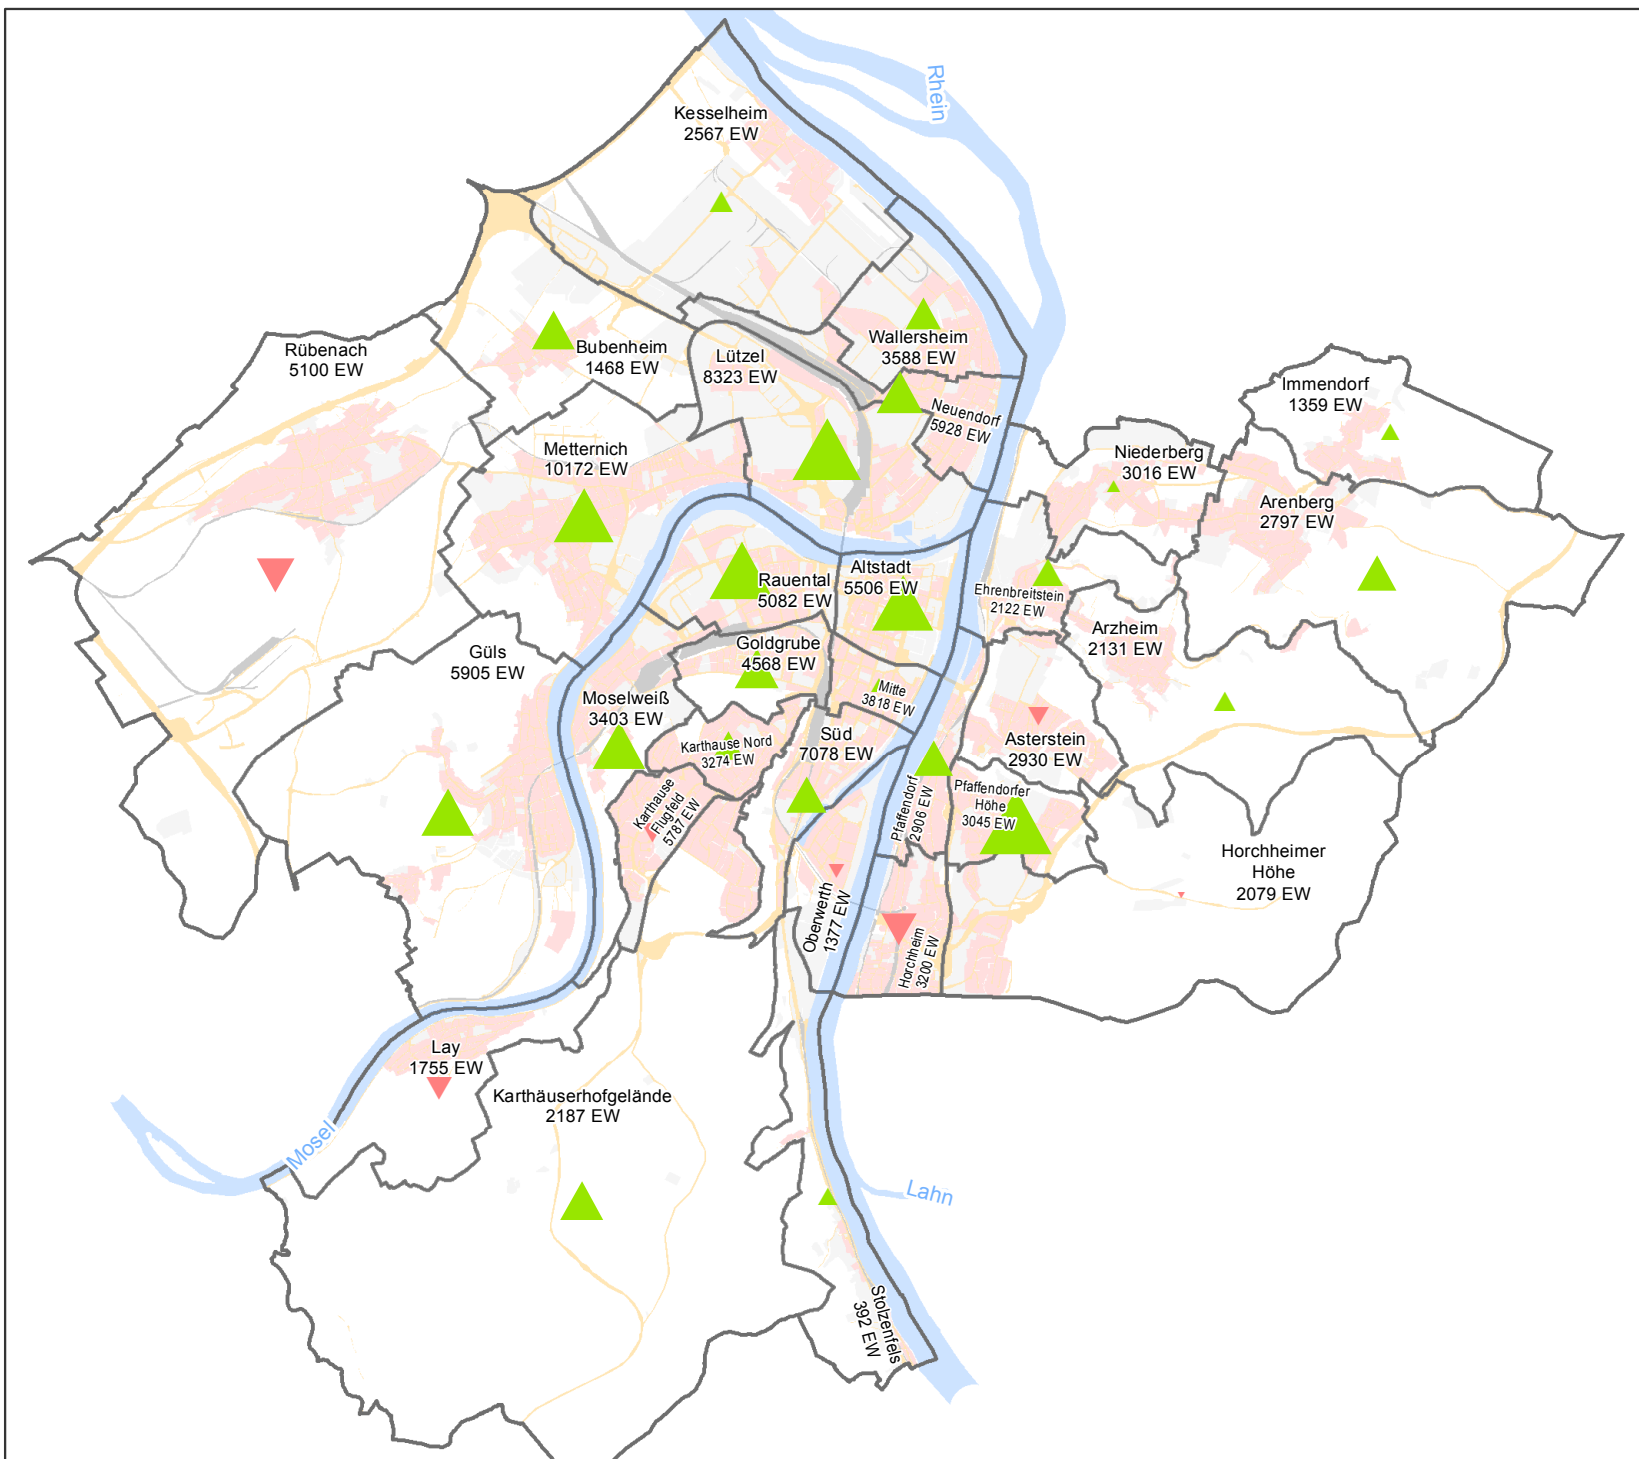 Rhein
Kesselheim
2567 EW
Wallersheim
3588 EW
Rübenach
5100 EW
Bubenheim
1468 EW
Lützel
8323 EW
Neuendorf
5928 EW
Immendorf
1359 EW
Metternich
10172 EW
Niederberg
3016 EW
Arenberg
2797 EW
Rauental
5082 EW
Altstadt
5506 EW
Ehrenbreitstein
2122 EW
Arzheim
2131 EW
Güls
5905 EW
Goldgrube
4568 EW
Moselweiß
3403 EW
Mitte
3818 EW
Karthause Nord
3274 EW
Süd
7078 EW
Asterstein
2930 EW
Karthause
Flugfeld
5787 EW
Pfaffendorf
2906 EW
Pfaffendorfer
Höhe
3045 EW
Horchheimer
Höhe
2079 EW
Oberwerth
1377 EW
Horchheim
3200 EW
Lay
1755 EW
Karthäuserhofgelände
2187 EW
Mosel
Lahn
Stolzenfels
392 EW